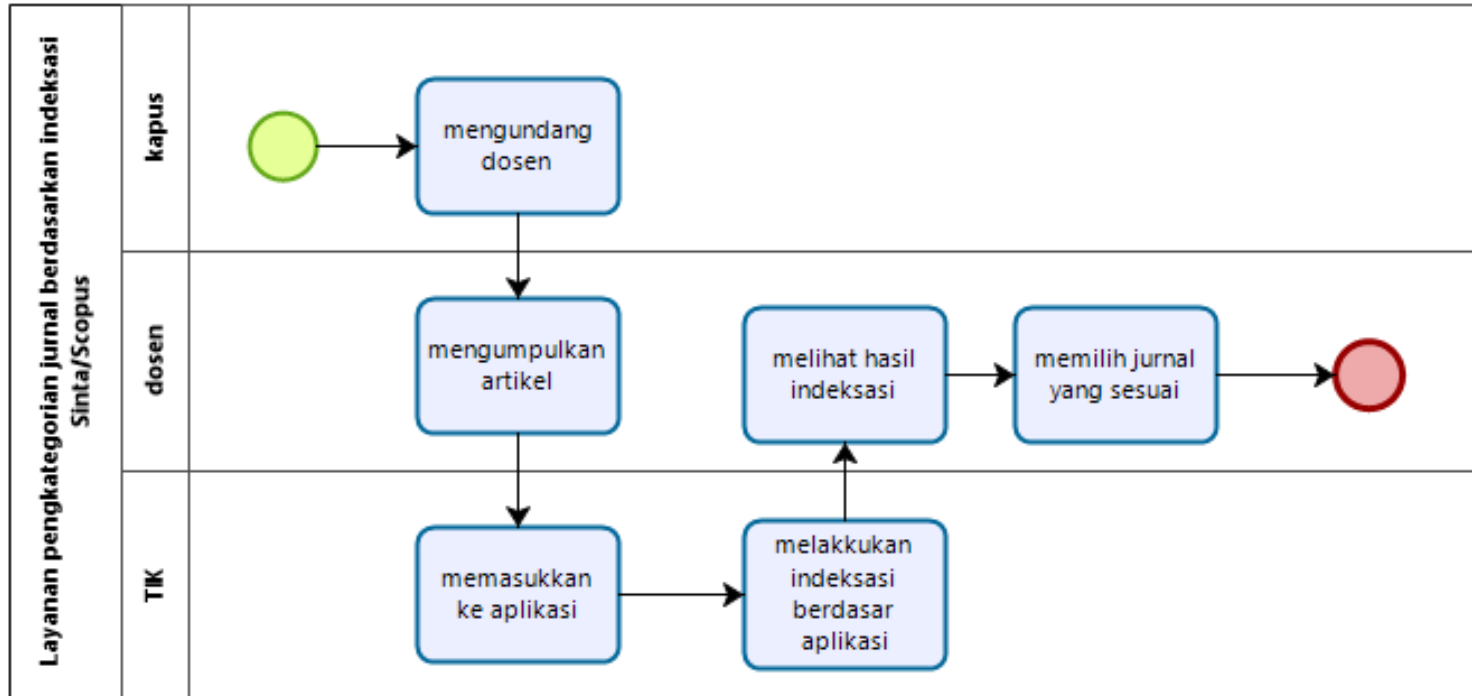 Layanan pengkategorian jurnal berdasarkan indeksasi
Sinta/Scopus
kapus
mengundang
dosen
dosen
mengumpulkan
artikel
melihat hasil
indeksasi
memilih jurnal
yang sesuai
TIK
memasukkan
ke aplikasi
melakkukan
indeksasi
berdasar
aplikasi